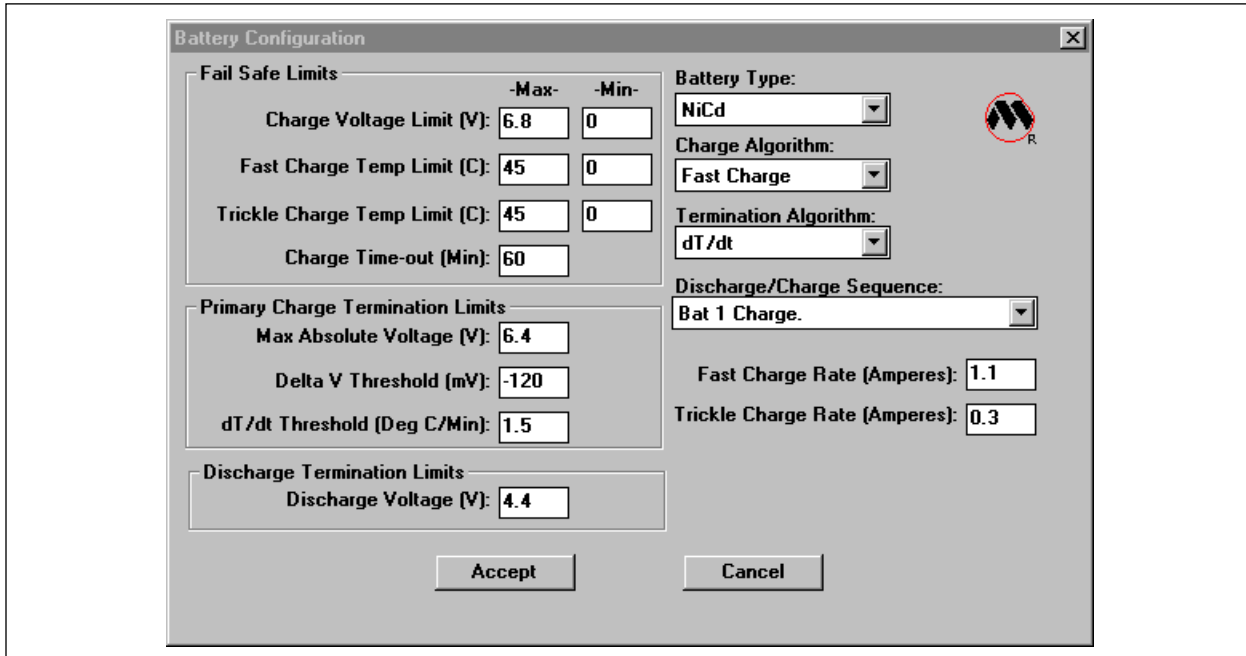 Battery Configuration
Fail Safe Limits
-Max- -Min-
Charge Voltage Limit (V): 6.8 0
Fast Charge Temp Limit (C): 45 0
Trickle Charge Temp Limit (C): 45 0
Charge Time-out (Min): 60
Primary Charge Termination Limits
Max Absolute Voltage (V): 6.4
Delta V Threshold (mV): -120
dT/dt Threshold (Deg C/Min): 1.5
Discharge Termination Limits
Discharge Voltage (V): 4.4
Battery Type:
NiCd
Charge Algorithm:
Fast Charge
Termination Algorithm:
dT/dt
Discharge/Charge Sequence:
Bat 1 Charge.
Fast Charge Rate (Amperes): 1.1
Trickle Charge Rate (Amperes): 0.3
R
Accept
Cancel